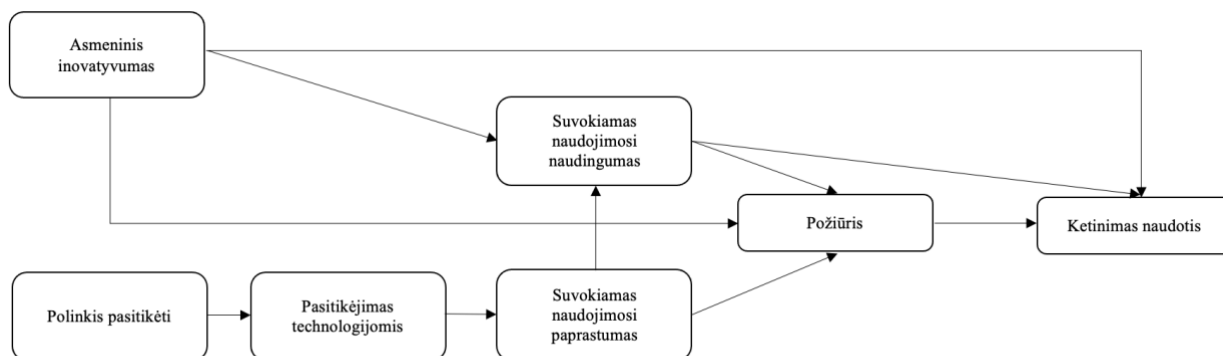 Asmeninis
inovatyvumas
Suvokiamas
naudojimosi
naudingumas
Požiūris
Ketinimas naudotis
Polinkis pasitikėti
Pasitikėjimas
technologijomis
Suvokiamas
naudojimosi
paprastumas